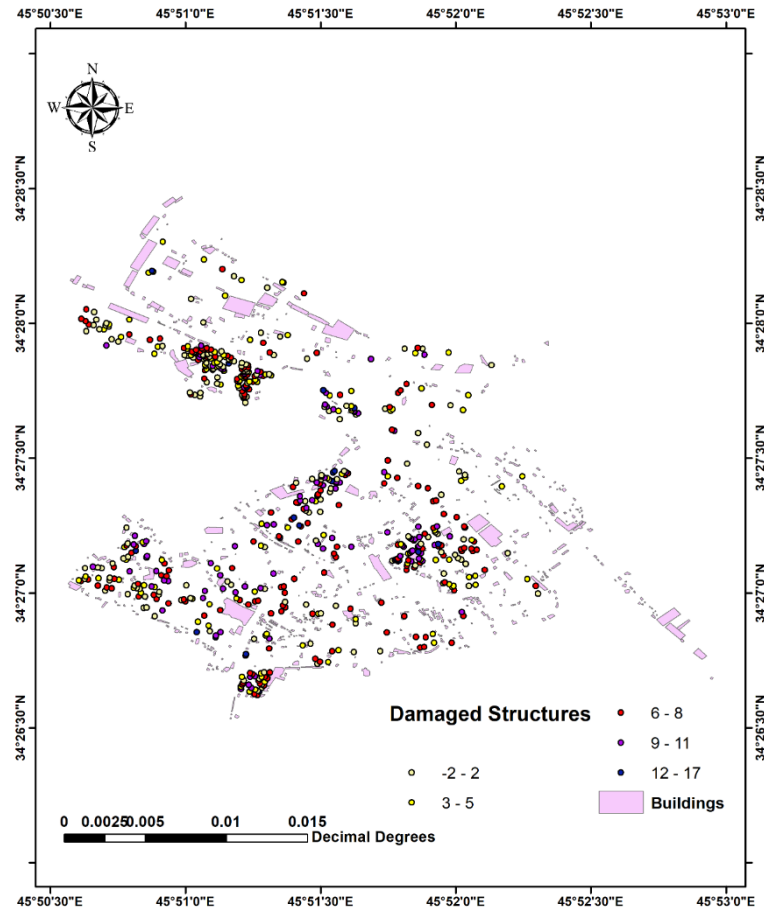 45°50'30"E 45°51'0"E 45°51'30"E 45°52'0"E 45°52'30"E 45°53'0"E
N
W E
S
34°28'30"N 34°28'30"N
34°28'0"N 34°28'0"N
34°27'30"N 34°27'30"N
34°27'0"N 34°27'0"N
34°26'30"N 34°26'30"N
Damaged Structures
-2 - 2
3 - 5
6 - 8
9 - 11
12 - 17
Buildings
0 0.0025 0.005 0.01 0.015
Decimal Degrees
45°50'30"E 45°51'0"E 45°51'30"E 45°52'0"E 45°52'30"E 45°53'0"E